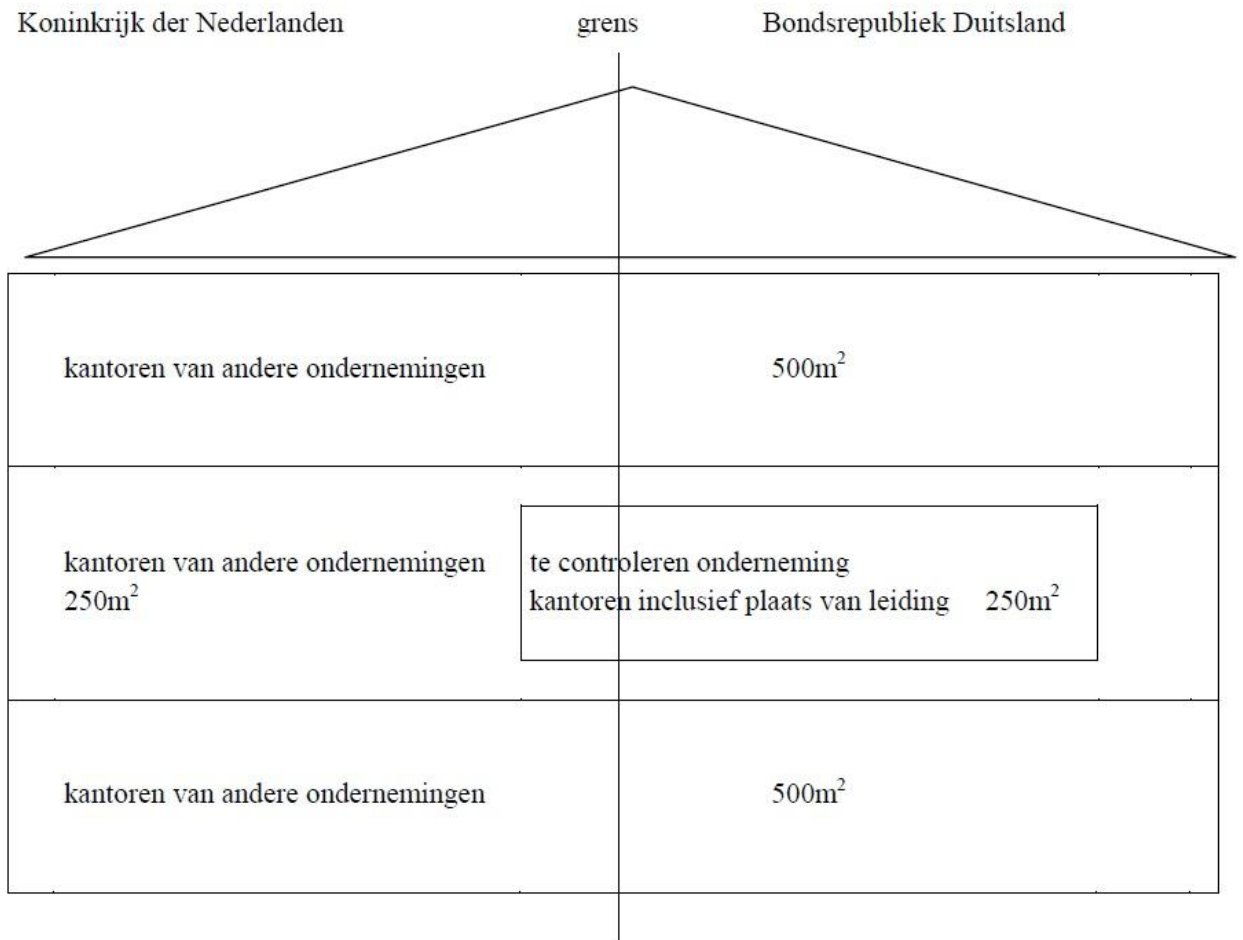 Koninkrijk der Nederlanden grens Bondsrepubliek Duitsland
kantoren van andere ondernemingen 500m²
kantoren van andere ondernemingen te controleren onderneming
250m² kantoren inclusief plaats van leiding 250m²
kantoren van andere ondernemingen 500m²